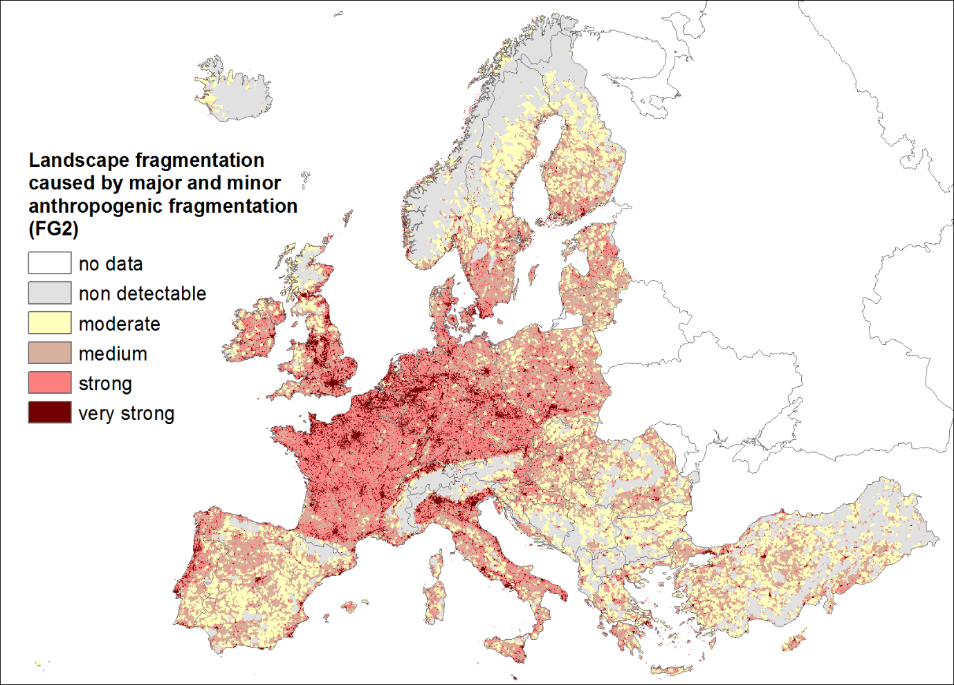 Landscape fragmentation
caused by major and minor
anthropogenic fragmentation
(FG2)
no data
non detectable
moderate
medium
strong
very strong